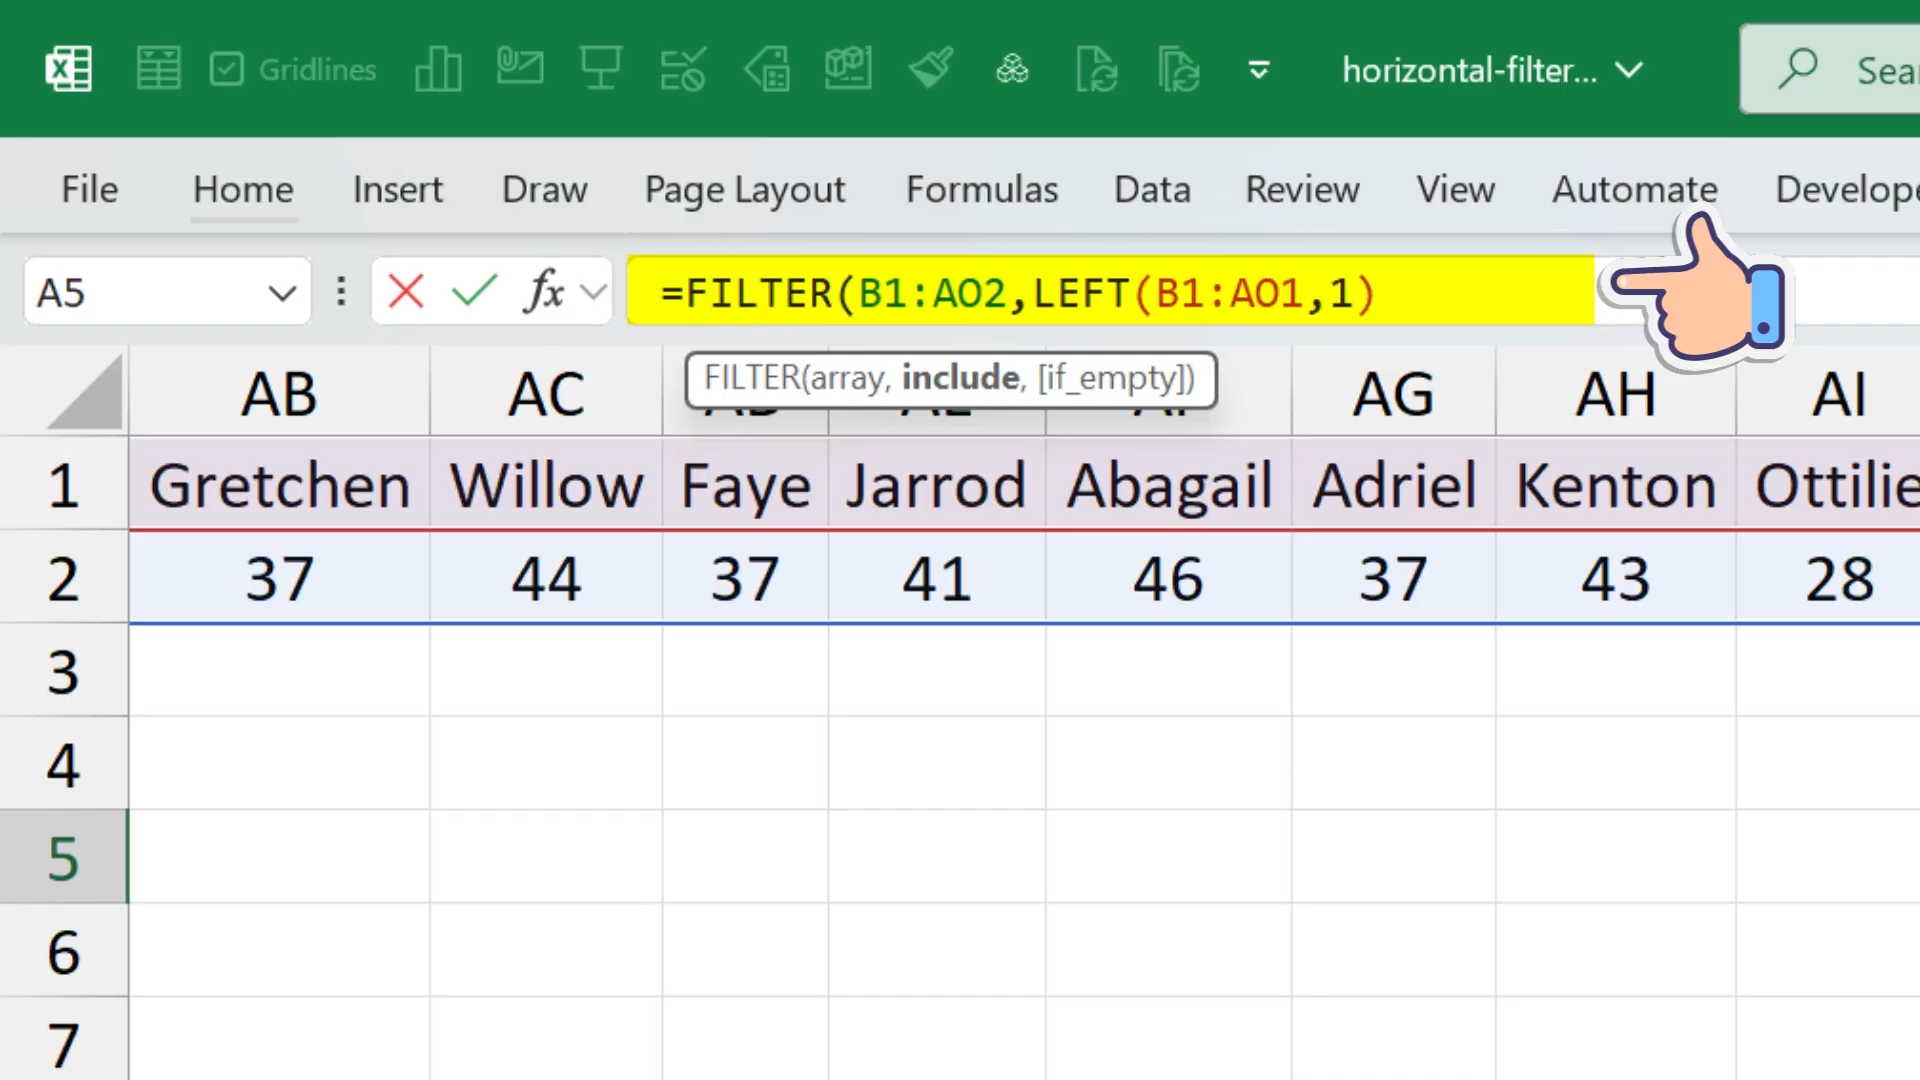 Gridlines horizontal-filter... Sea
File Home Insert Draw Page Layout Formulas Data Review View Automate Develope
A5 fx =FILTER(B1:AO2,LEFT(B1:AO1,1)
FILTER(array, include, [if_empty])
AB AC AG AH AI
1 Gretchen Willow Faye Jarrod Abagail Adriel Kenton Ottilie
2 37 44 37 41 46 37 43 28
3
4
5
6
7